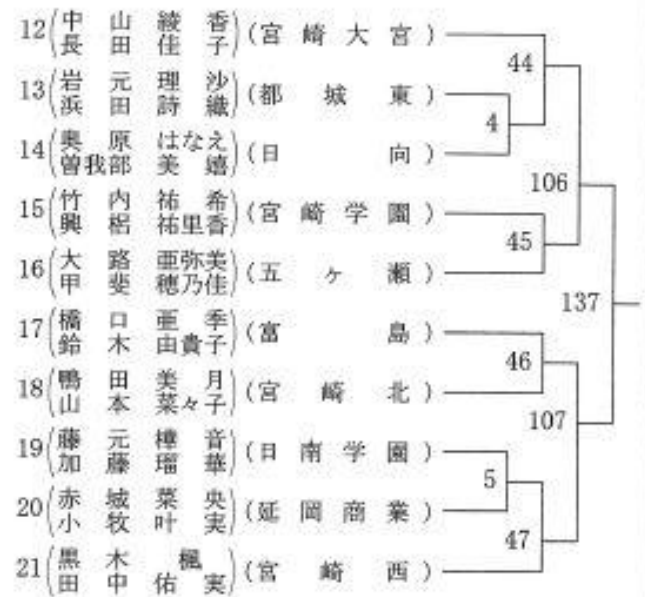 12 中山綾香 長田佳子 (宮崎大宮)
13 岩元理沙 浜田詩織 (都城東)
14 奥原はなえ 曽我部美嬉 (日向)
15 竹内祐希 興梠祐里香 (宮崎学園)
16 大路亜弥美 甲斐穂乃佳 (五ヶ瀬)
17 橋口亜季 鈴木由貴子 (富島)
18 鴨田美月 山本菜々子 (宮崎北)
19 藤元樺音 加藤瑠華 (日南学園)
20 赤城菜央 小牧叶実 (延岡商業)
21 黒木楓 田中佑実 (宮崎西)
44
4
106
45
137
46
107
5
47